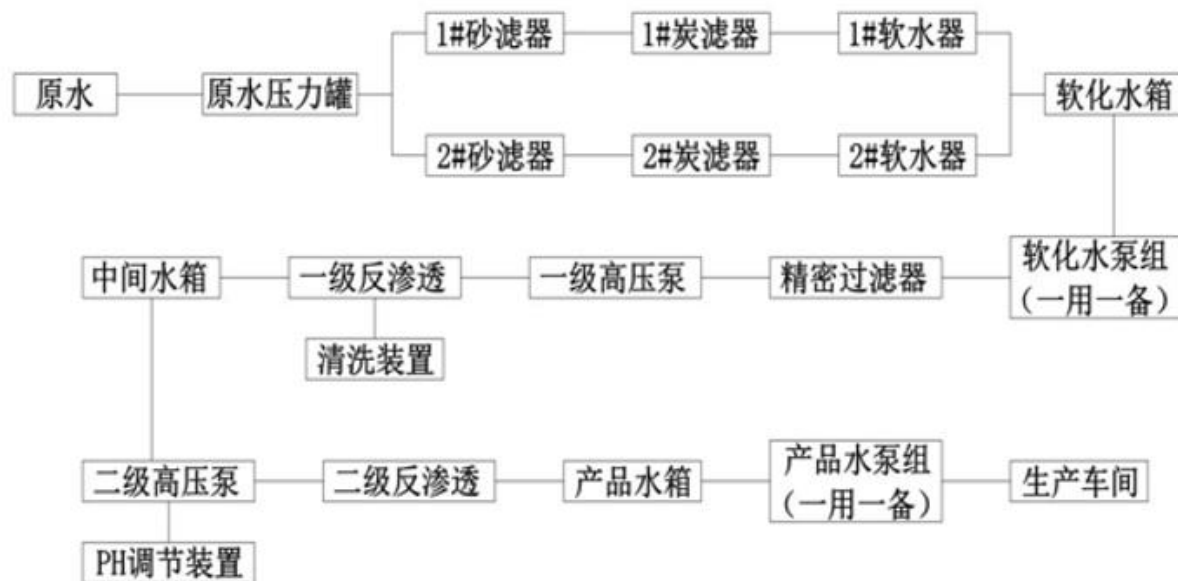 1#砂滤器
1#炭滤器
1#软水器
原水
原水压力罐
软化水箱
2#砂滤器
2#炭滤器
2#软水器
中间水箱
一级反渗透
一级高压泵
精密过滤器
软化水泵组
（一用一备）
清洗装置
二级高压泵
二级反渗透
产品水箱
产品水泵组
（一用一备）
生产车间
PH调节装置